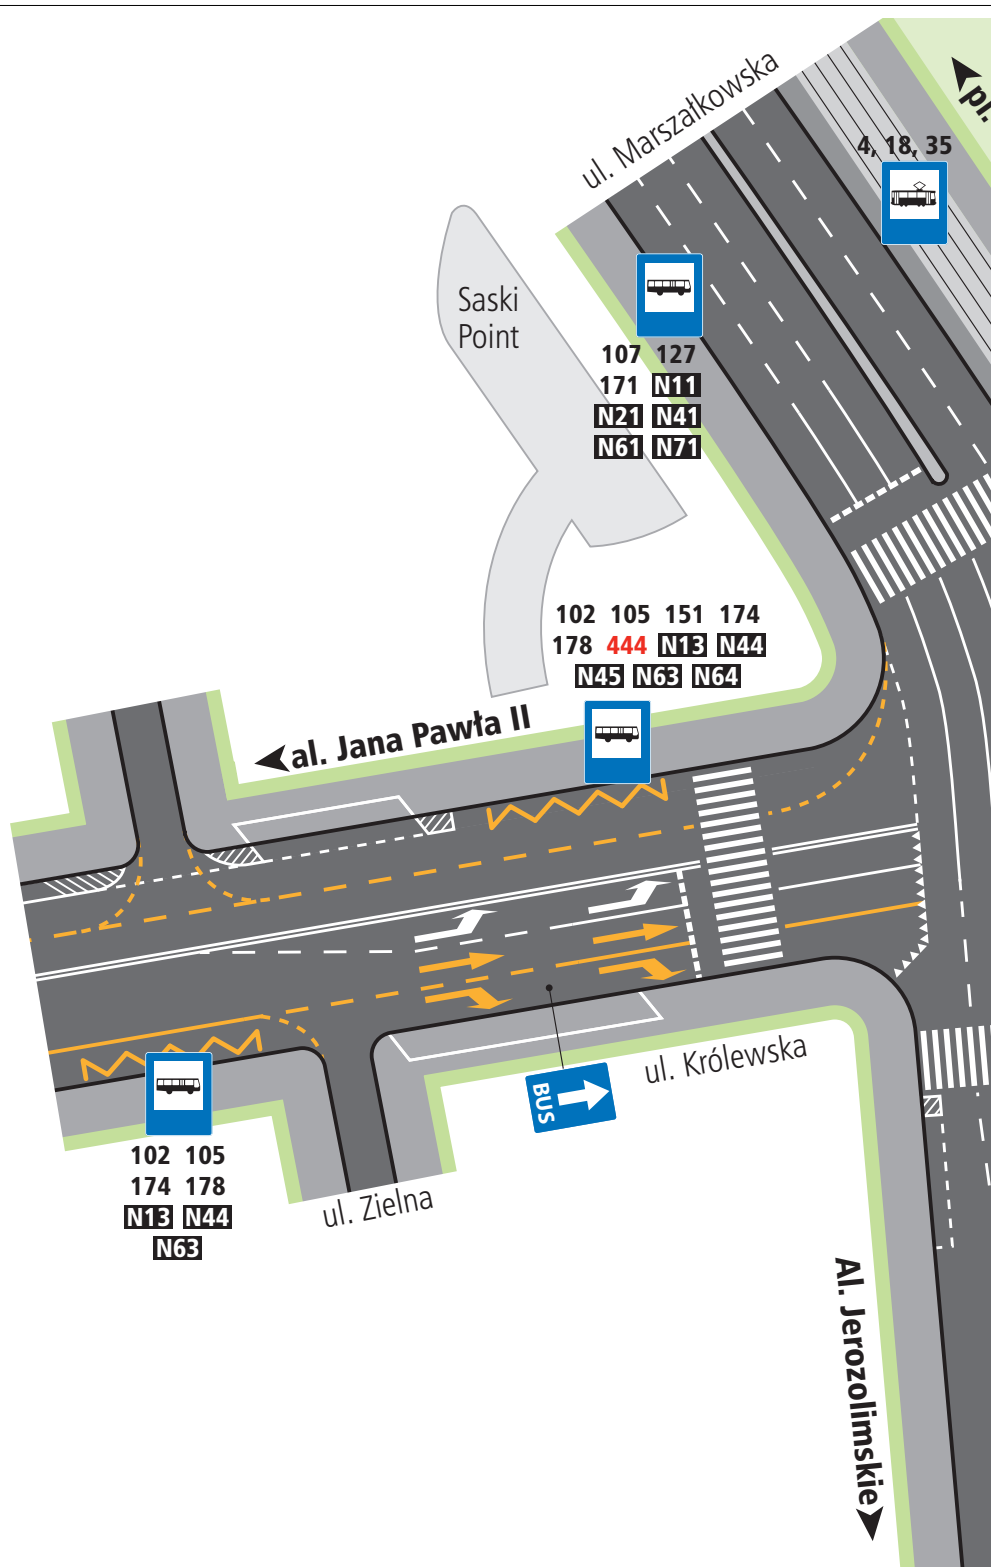 ul. Marszałkowska
pl.
4, 18, 35
Saski
Point
107 127
171 N11
N21 N41
N61 N71
102 105 151 174
178 444 N13 N44
N45 N63 N64
al. Jana Pawła II
ul. Królewska
BUS
102 105
174 178
N13 N44
N63
ul. Zielna
Al. Jerozolimskie